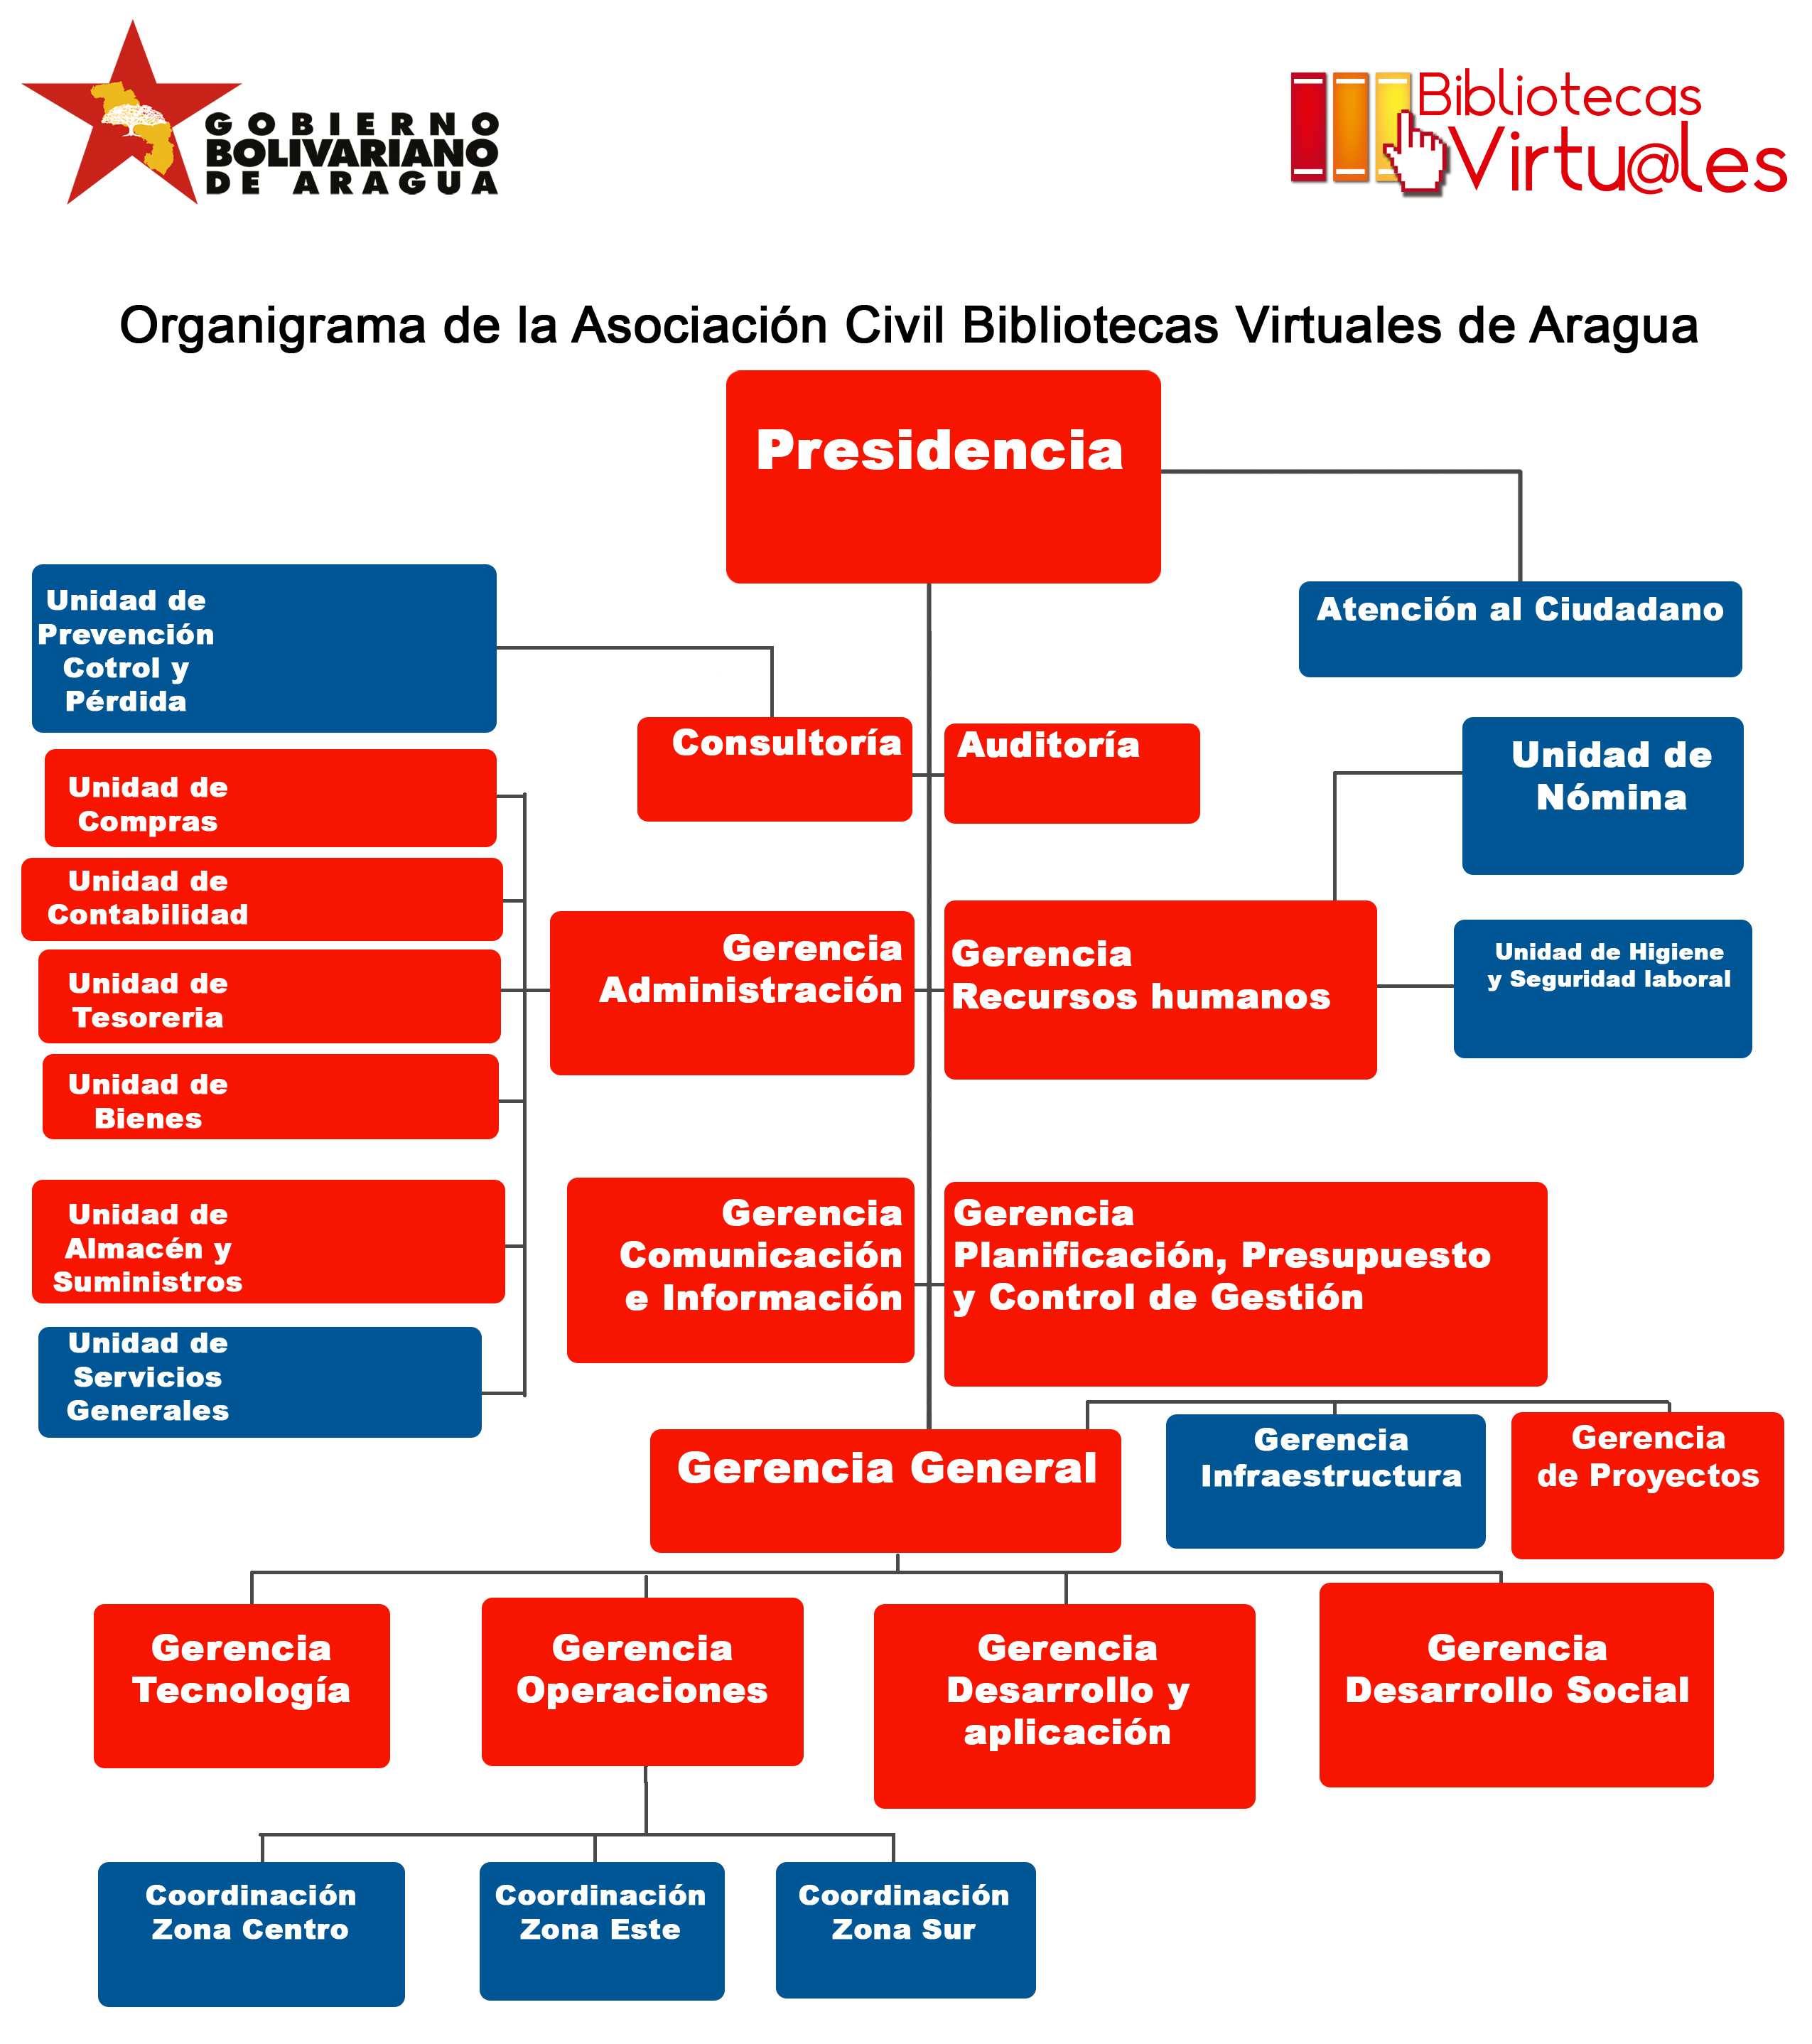 GOBIERNO
BOLIVARIANO
DE ARAGUA
Bibliotecas
Virtu@les
Organigrama de la Asociación Civil Bibliotecas Virtuales de Aragua
Presidencia
Unidad de
Prevención
Cotrol y
Pérdida
Atención al Ciudadano
Consultoría
Auditoría
Unidad de
Nómina
Unidad de
Compras
Unidad de
Contabilidad
Gerencia
Administración
Gerencia
Recursos humanos
Unidad de Higiene
y Seguridad laboral
Unidad de
Tesoreria
Unidad de
Bienes
Unidad de
Almacén y
Suministros
Gerencia
Comunicación
e Información
Gerencia
Planificación, Presupuesto
y Control de Gestión
Unidad de
Servicios
Generales
Gerencia General
Gerencia
Infraestructura
Gerencia
de Proyectos
Gerencia
Tecnología
Gerencia
Operaciones
Gerencia
Desarrollo y
aplicación
Gerencia
Desarrollo Social
Coordinación
Zona Centro
Coordinación
Zona Este
Coordinación
Zona Sur